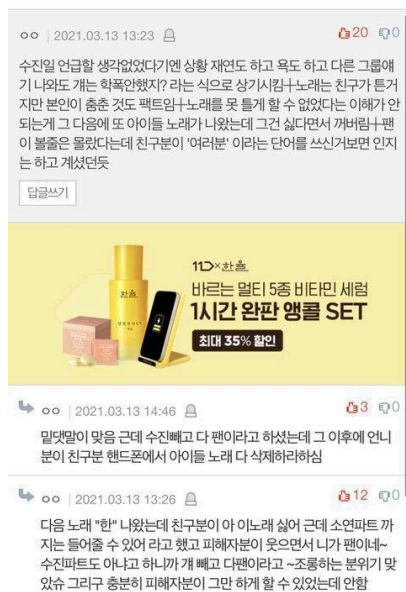 ㅇㅇ | 2021.03.13 13:23
20 0
수진일 언급할 생각없었다기엔 상황 재연도 하고 욕도 하고 다른 그룹얘
기 나와도 걔는 학폭안했지? 라는 식으로 상기시킴┼노래는 친구가 튼거
지만 본인이 춤춘 것도 팩트임┼노래를 못 틀게 할 수 없었다는 이해가 안
되는게 그 다음에 또 아이들 노래가 나왔는데 그건 싫다면서 꺼버림┼팬
이 볼줄은 몰랐다는데 친구분이 '여러분' 이라는 단어를 쓰신거보면 인지
는 하고 계셨던듯
답글쓰기
11D×한율
바르는 멀티 5종 비타민 세럼
1시간 완판 앵콜 SET
최대 35% 할인
ㅇㅇ | 2021.03.13 14:46
3 0
밑댓말이 맞음 근데 수진빼고 다 팬이라고 하셨는데 그 이후에 언니
분이 친구분 핸드폰에서 아이들 노래 다 삭제하라하심
ㅇㅇ | 2021.03.13 13:26
12 0
다음 노래 "한" 나왔는데 친구분이 아 이노래 싫어 근데 소연파트 까
지는 들어줄 수 있어 라고 했고 피해자분이 웃으면서 니가 팬이네~
수진파트도 아냐고 하니까 걔 빼고 다팬이라고 ~조롱하는 분위기 맞
았슈 그리구 충분히 피해자분이 그만 하게 할 수 있었는데 안함